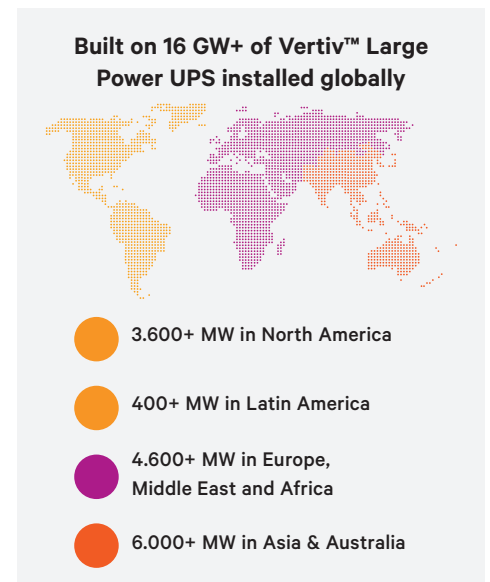 Built on 16 GW+ of Vertiv™ Large
Power UPS installed globally
3.600+ MW in North America
400+ MW in Latin America
4.600+ MW in Europe,
Middle East and Africa
6.000+ MW in Asia & Australia